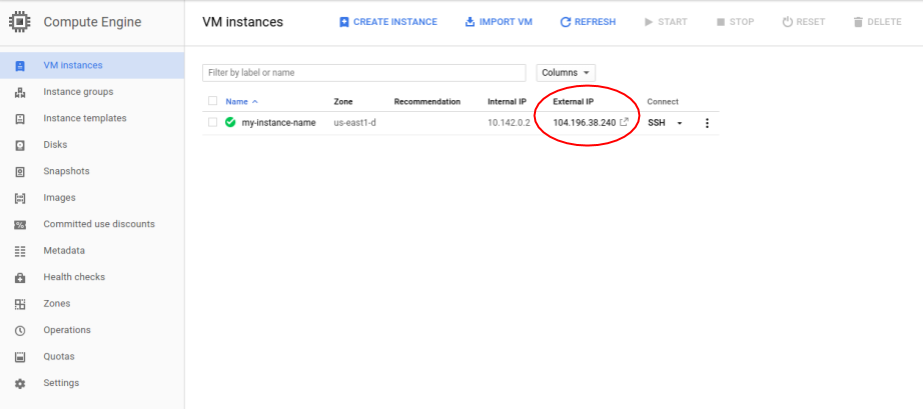 Compute Engine
VM instances
CREATE INSTANCE
IMPORT VM
REFRESH
START
STOP
RESET
DELETE
VM instances
Instance groups
Instance templates
Disks
Snapshots
Images
Committed use discounts
Metadata
Health checks
Zones
Operations
Quotas
Settings
Filter by label or name
Columns
Name Zone Recommendation Internal IP External IP Connect
my-instance-name us-east1-d 10.142.0.2 104.196.38.240 SSH